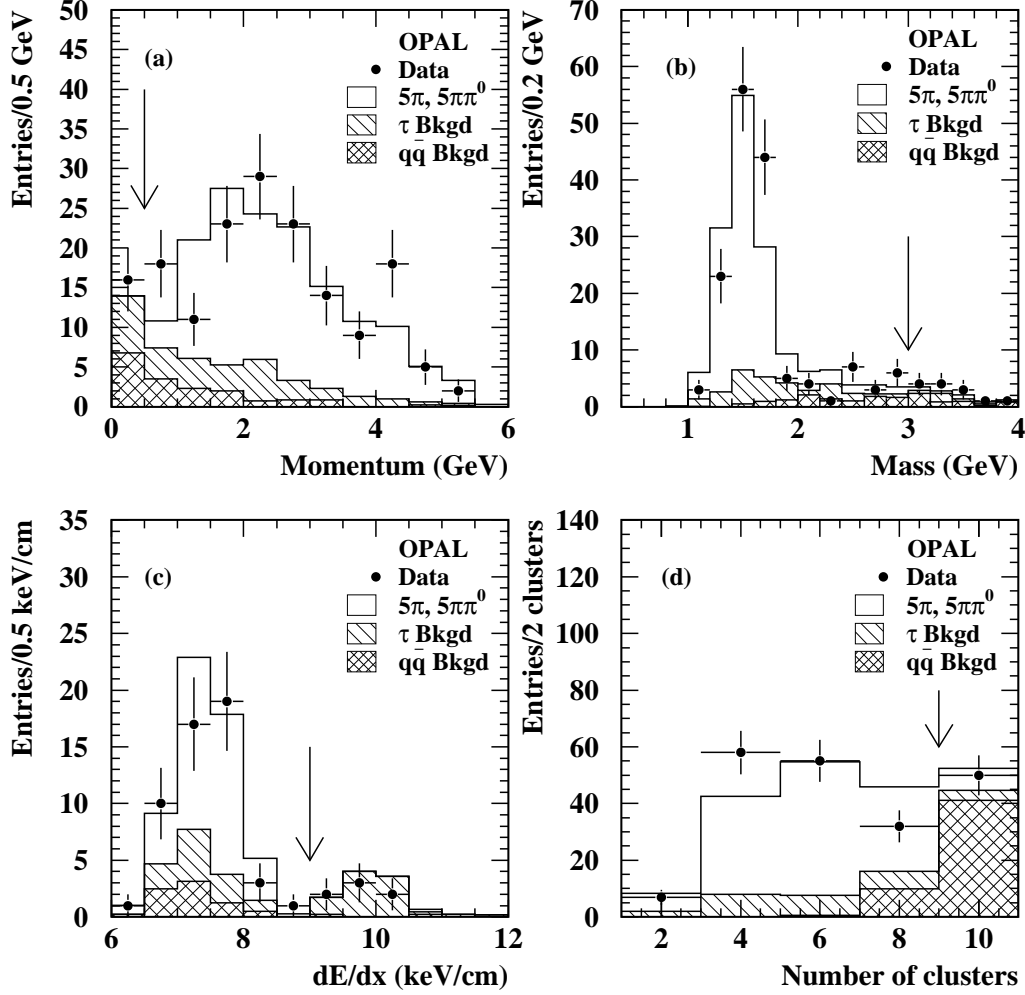 (a)
OPAL
Data
5π, 5ππ⁰
τ Bkgd
qq̄ Bkgd
Entries/0.5 GeV
0
5
10
15
20
25
30
35
40
45
50
0
2
4
6
Momentum (GeV)
(b)
OPAL
Data
5π, 5ππ⁰
τ Bkgd
qq̄ Bkgd
Entries/0.2 GeV
0
10
20
30
40
50
60
70
1
2
3
4
Mass (GeV)
(c)
OPAL
Data
5π, 5ππ⁰
τ Bkgd
qq̄ Bkgd
Entries/0.5 keV/cm
0
5
10
15
20
25
30
35
6
8
10
12
dE/dx (keV/cm)
(d)
OPAL
Data
5π, 5ππ⁰
τ Bkgd
qq̄ Bkgd
Entries/2 clusters
0
20
40
60
80
100
120
140
2
4
6
8
10
Number of clusters